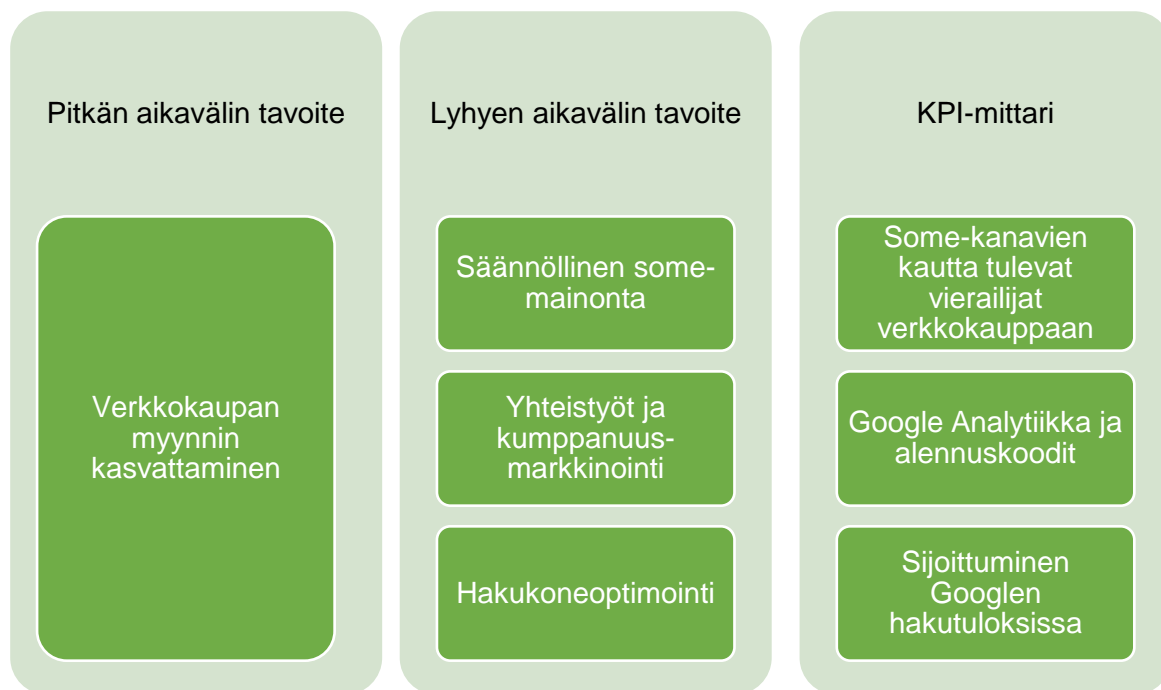 Pitkän aikavälin tavoite
Verkkokaupan
myynnin
kasvattaminen
Lyhyen aikavälin tavoite
Säännöllinen some-
mainonta
Yhteistyöt ja
kumppanuus-
markkinointi
Hakukoneoptimointi
KPI-mittari
Some-kanavien
kautta tulevat
vierailijat
verkkokauppaan
Google Analytiikka ja
alennuskoodit
Sijoittuminen
Googlen
hakutuloksissa